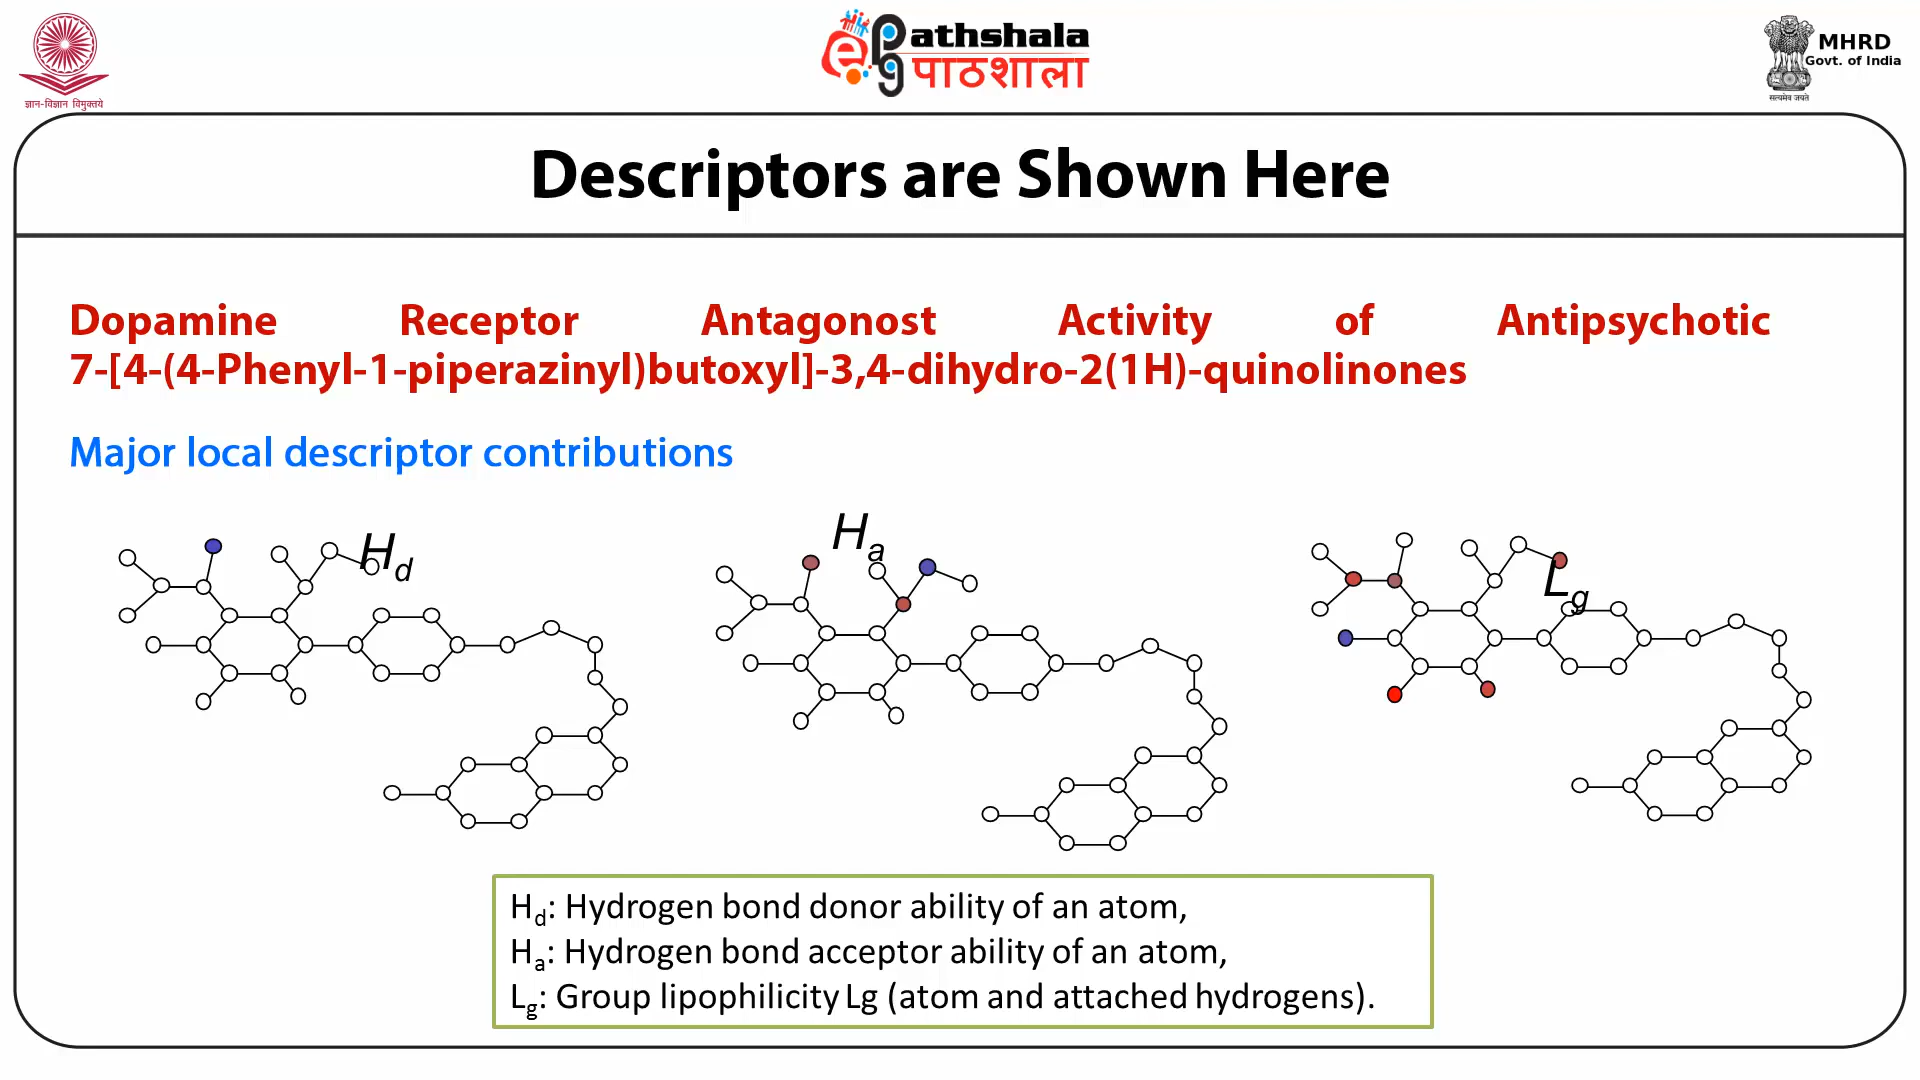 ज्ञान-विज्ञान विमुक्तये
ePathshala
पाठशाला
MHRD
Govt. of India
सत्यमेव जयते
Descriptors are Shown Here
Dopamine Receptor Antagonost Activity of Antipsychotic
7-[4-(4-Phenyl-1-piperazinyl)butoxyl]-3,4-dihydro-2(1H)-quinolinones
Major local descriptor contributions
Hd
Ha
Lg
Hd: Hydrogen bond donor ability of an atom,
Ha: Hydrogen bond acceptor ability of an atom,
Lg: Group lipophilicity Lg (atom and attached hydrogens).